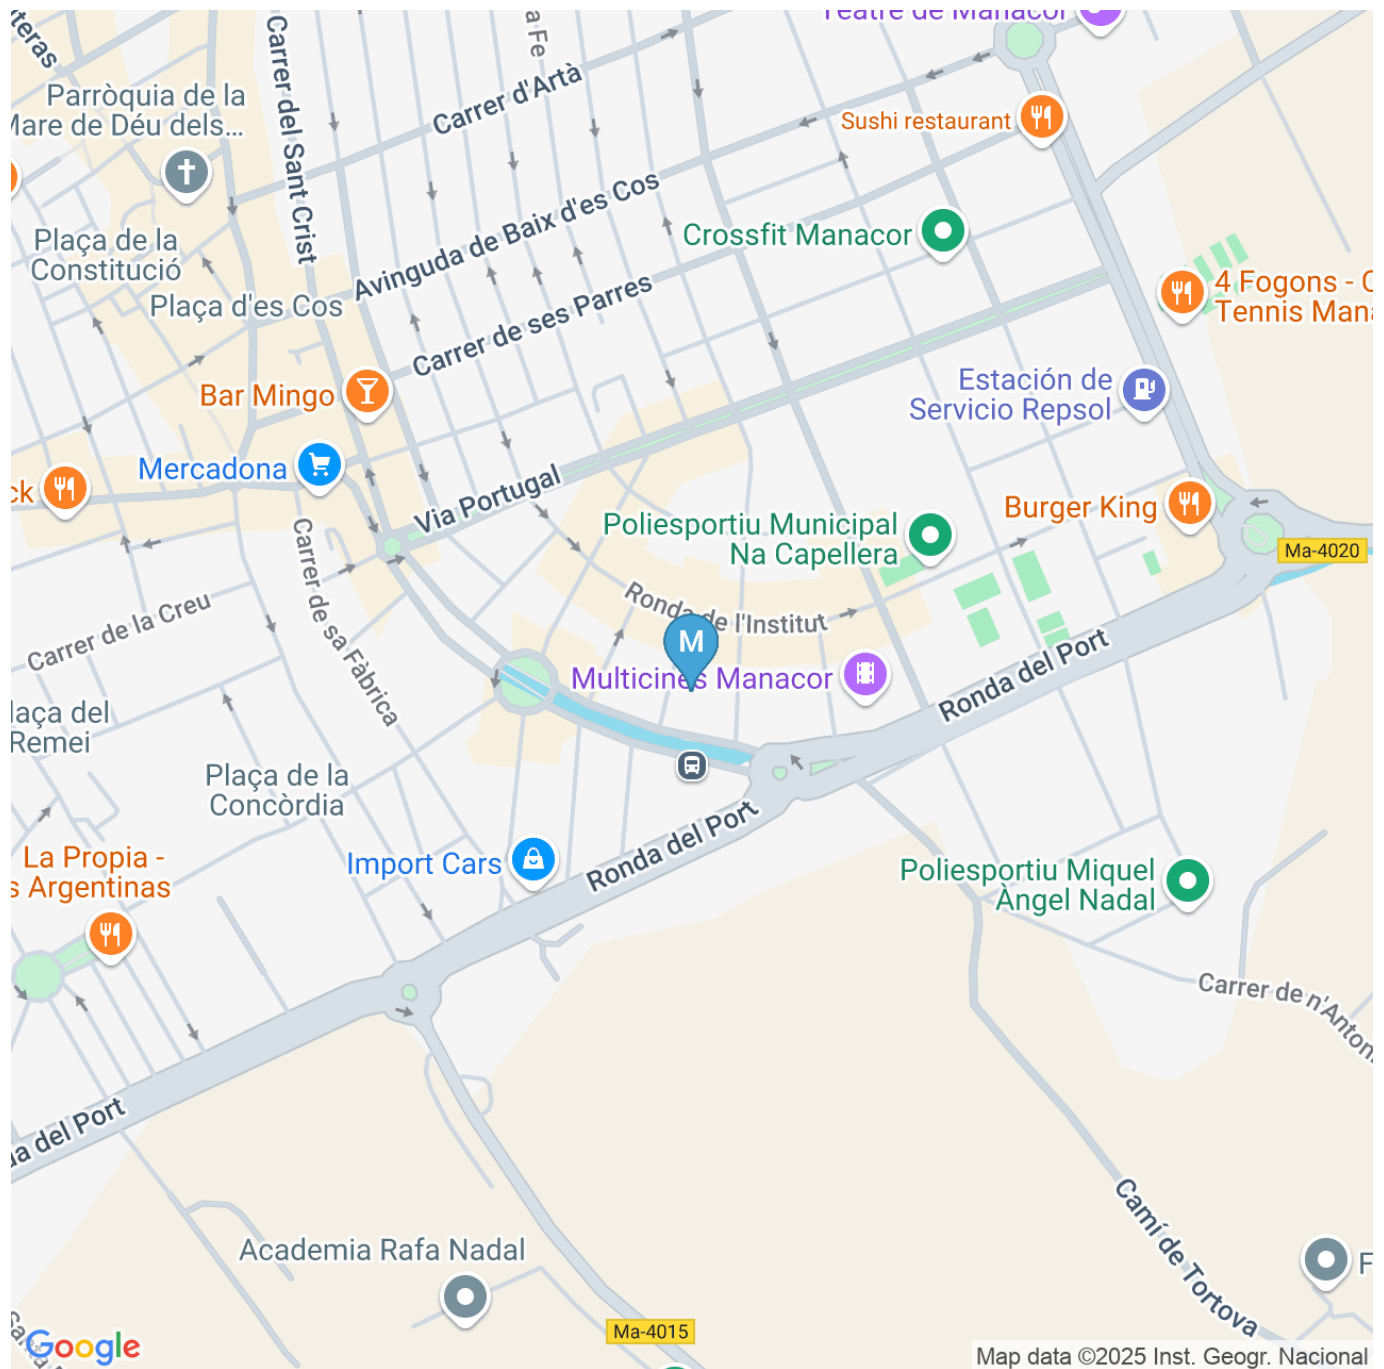 Teatre de Manacor
a Fe
teras
Carrer del Sant Crist
Carrer d'Artà
Parròquia de la
Mare de Déu dels...
Sushi restaurant
Avinguda de Baix d'es Cos
Crossfit Manacor
Plaça de la
Constitució
Plaça d'es Cos
4 Fogons - C
Tennis Mana
Carrer de ses Parres
Bar Mingo
Estación de
Servicio Repsol
Mercadona
ck
Via Portugal
Burger King
Poliesportiu Municipal
Na Capellera
Ma-4020
Carrer de sa Fàbrica
Carrer de la Creu
Ronda de l'Institut
M
Multicines Manacor
Ronda del Port
laça del
Remei
Plaça de la
Concòrdia
Ronda del Port
Import Cars
La Propia -
s Argentinas
Poliesportiu Miquel
Àngel Nadal
Carrer de n'Antoni
da del Port
Camí de Tortova
Academia Rafa Nadal
F
Ma-4015
Google
Map data ©2025 Inst. Geogr. Nacional